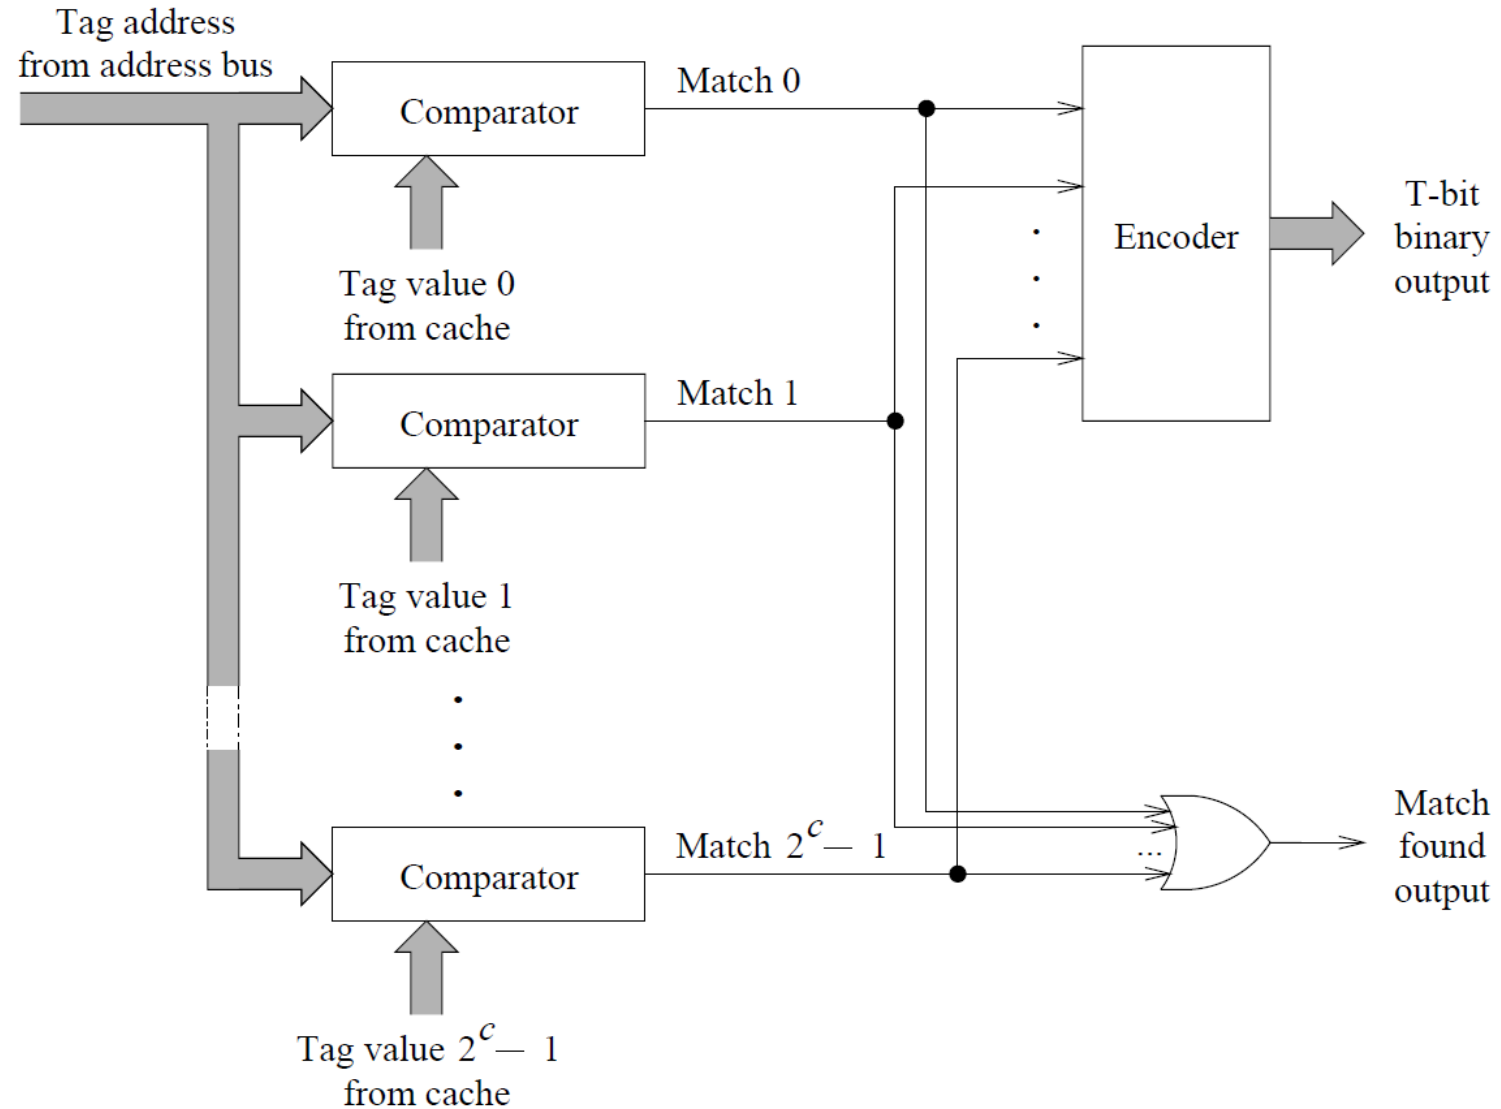 Tag address
from address bus
Comparator
Match 0
Tag value 0
from cache
Encoder
T-bit
binary
output
Comparator
Match 1
Tag value 1
from cache
Comparator
Match 2^c – 1
...
Match
found
output
Tag value 2^c – 1
from cache